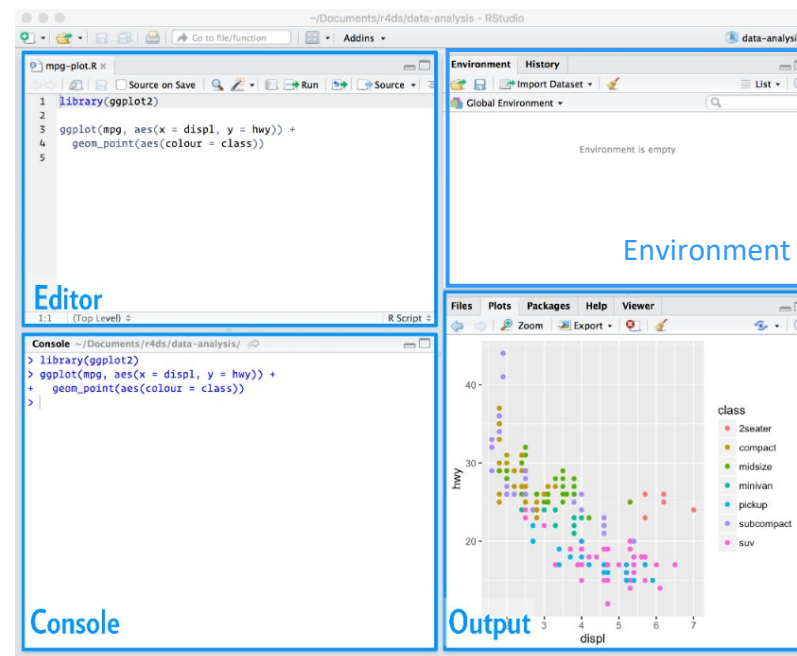 ~/Documents/r4ds/data-analysis - RStudio
Go to file/function
Addins
data-analysi
mpg-plot.R
Source on Save
Run
Source
1 library(ggplot2)
2
3 ggplot(mpg, aes(x = displ, y = hwy)) +
4 geom_point(aes(colour = class))
5
Editor
1:1 (Top Level) R Script
Environment History
Import Dataset
List
Global Environment
Environment is empty
Environment
Console ~/Documents/r4ds/data-analysis/
> library(ggplot2)
> ggplot(mpg, aes(x = displ, y = hwy)) +
+ geom_point(aes(colour = class))
>
Console
Files Plots Packages Help Viewer
Zoom Export
40
30
20
hwy
3 4 5 6 7
displ
class
2seater
compact
midsize
minivan
pickup
subcompact
suv
Output